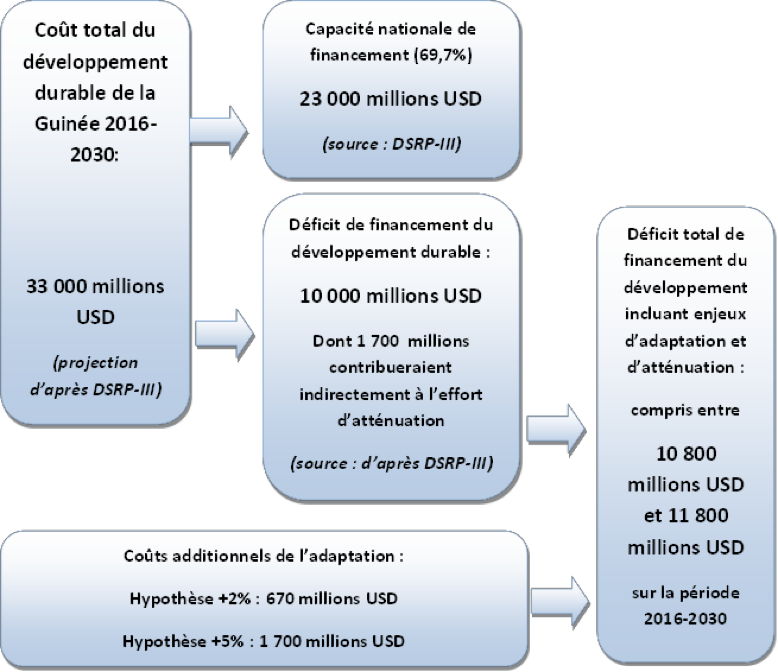 Coût total du
développement
durable de la
Guinée 2016-
2030:
33 000 millions
USD
(projection
d’après DSRP-III)
Capacité nationale de
financement (69,7%)
23 000 millions USD
(source : DSRP-III)
Déficit de financement du
développement durable :
10 000 millions USD
Dont 1 700 millions
contribueraient
indirectement à l’effort
d’atténuation
(source : d’après DSRP-III)
Coûts additionnels de l’adaptation :
Hypothèse +2% : 670 millions USD
Hypothèse +5% : 1 700 millions USD
Déficit total de
financement du
développement
incluant enjeux
d’adaptation et
d’atténuation :
compris entre
10 800
millions USD
et 11 800
millions USD
sur la période
2016-2030